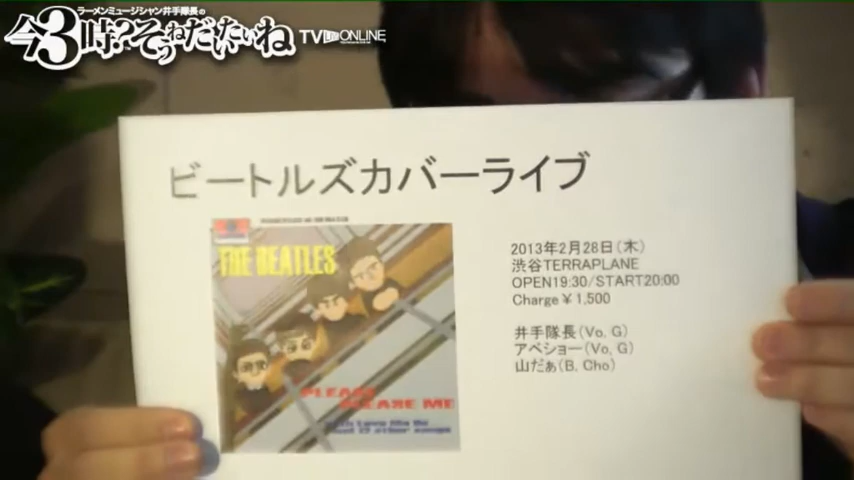 ラーメンミュージシャン井手隊長の
今3時?そうねだいたいね
TV ONLINE
ビートルズカバーライブ
THE BEATLES
PLEASE
PLEASE ME
2013年2月28日(木)
渋谷TERRAPLANE
OPEN19:30/START20:00
Charge¥1,500
井手隊長(Vo, G)
アベショー(Vo, G)
山だぁ(B, Cho)